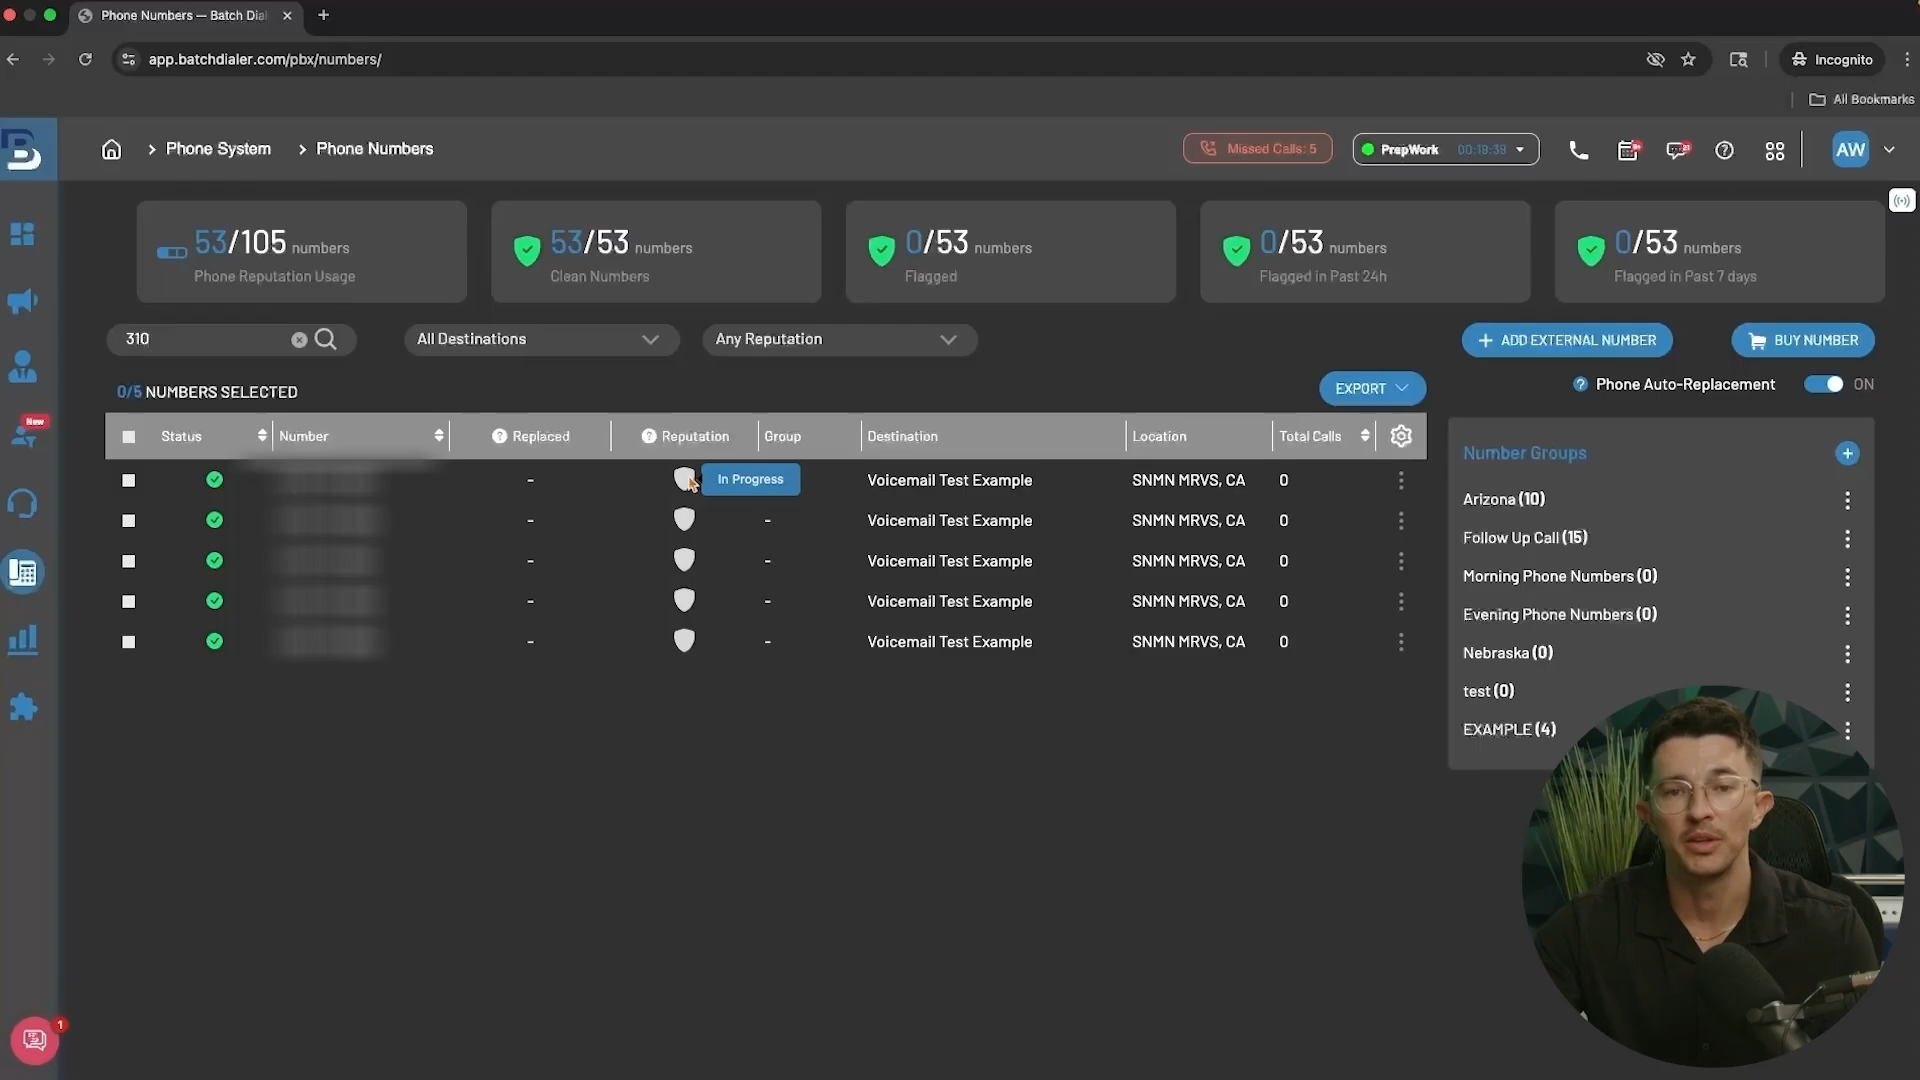 Phone Numbers — Batch Dial
app.batchdialer.com/pbx/numbers/
Incognito
All Bookmarks
B
Phone System
Phone Numbers
Missed Calls: 5
PrepWork 00:19:39
9+
21
AW
53/105 numbers
Phone Reputation Usage
53/53 numbers
Clean Numbers
0/53 numbers
Flagged
0/53 numbers
Flagged in Past 24h
0/53 numbers
Flagged in Past 7 days
310
All Destinations
Any Reputation
ADD EXTERNAL NUMBER
BUY NUMBER
0/5 NUMBERS SELECTED
EXPORT
Phone Auto-Replacement ON
Status Number Replaced Reputation Group Destination Location Total Calls
- In Progress Voicemail Test Example SNMN MRVS, CA 0
- - Voicemail Test Example SNMN MRVS, CA 0
- - Voicemail Test Example SNMN MRVS, CA 0
- - Voicemail Test Example SNMN MRVS, CA 0
- - Voicemail Test Example SNMN MRVS, CA 0
Number Groups
Arizona (10)
Follow Up Call (15)
Morning Phone Numbers (0)
Evening Phone Numbers (0)
Nebraska (0)
test (0)
EXAMPLE (4)
New
1